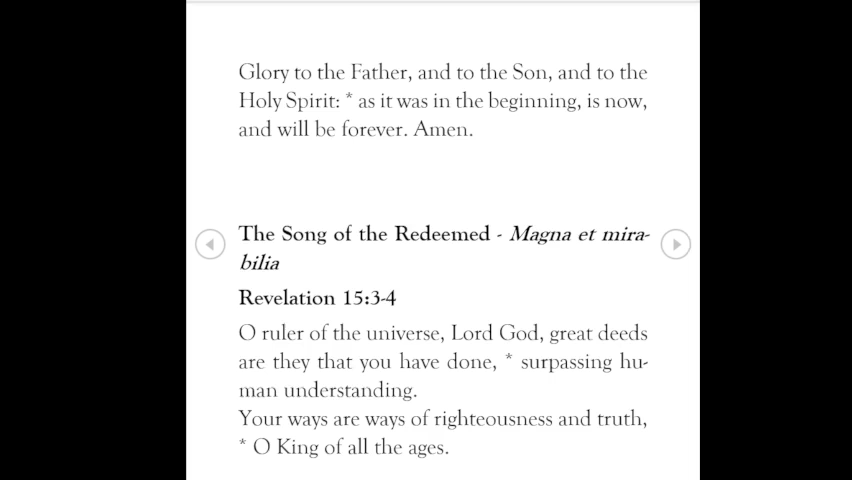 Glory to the Father, and to the Son, and to the
Holy Spirit: * as it was in the beginning, is now,
and will be forever. Amen.
The Song of the Redeemed - Magna et mira-
bilia
Revelation 15:3-4
O ruler of the universe, Lord God, great deeds
are they that you have done, * surpassing hu-
man understanding.
Your ways are ways of righteousness and truth,
* O King of all the ages.